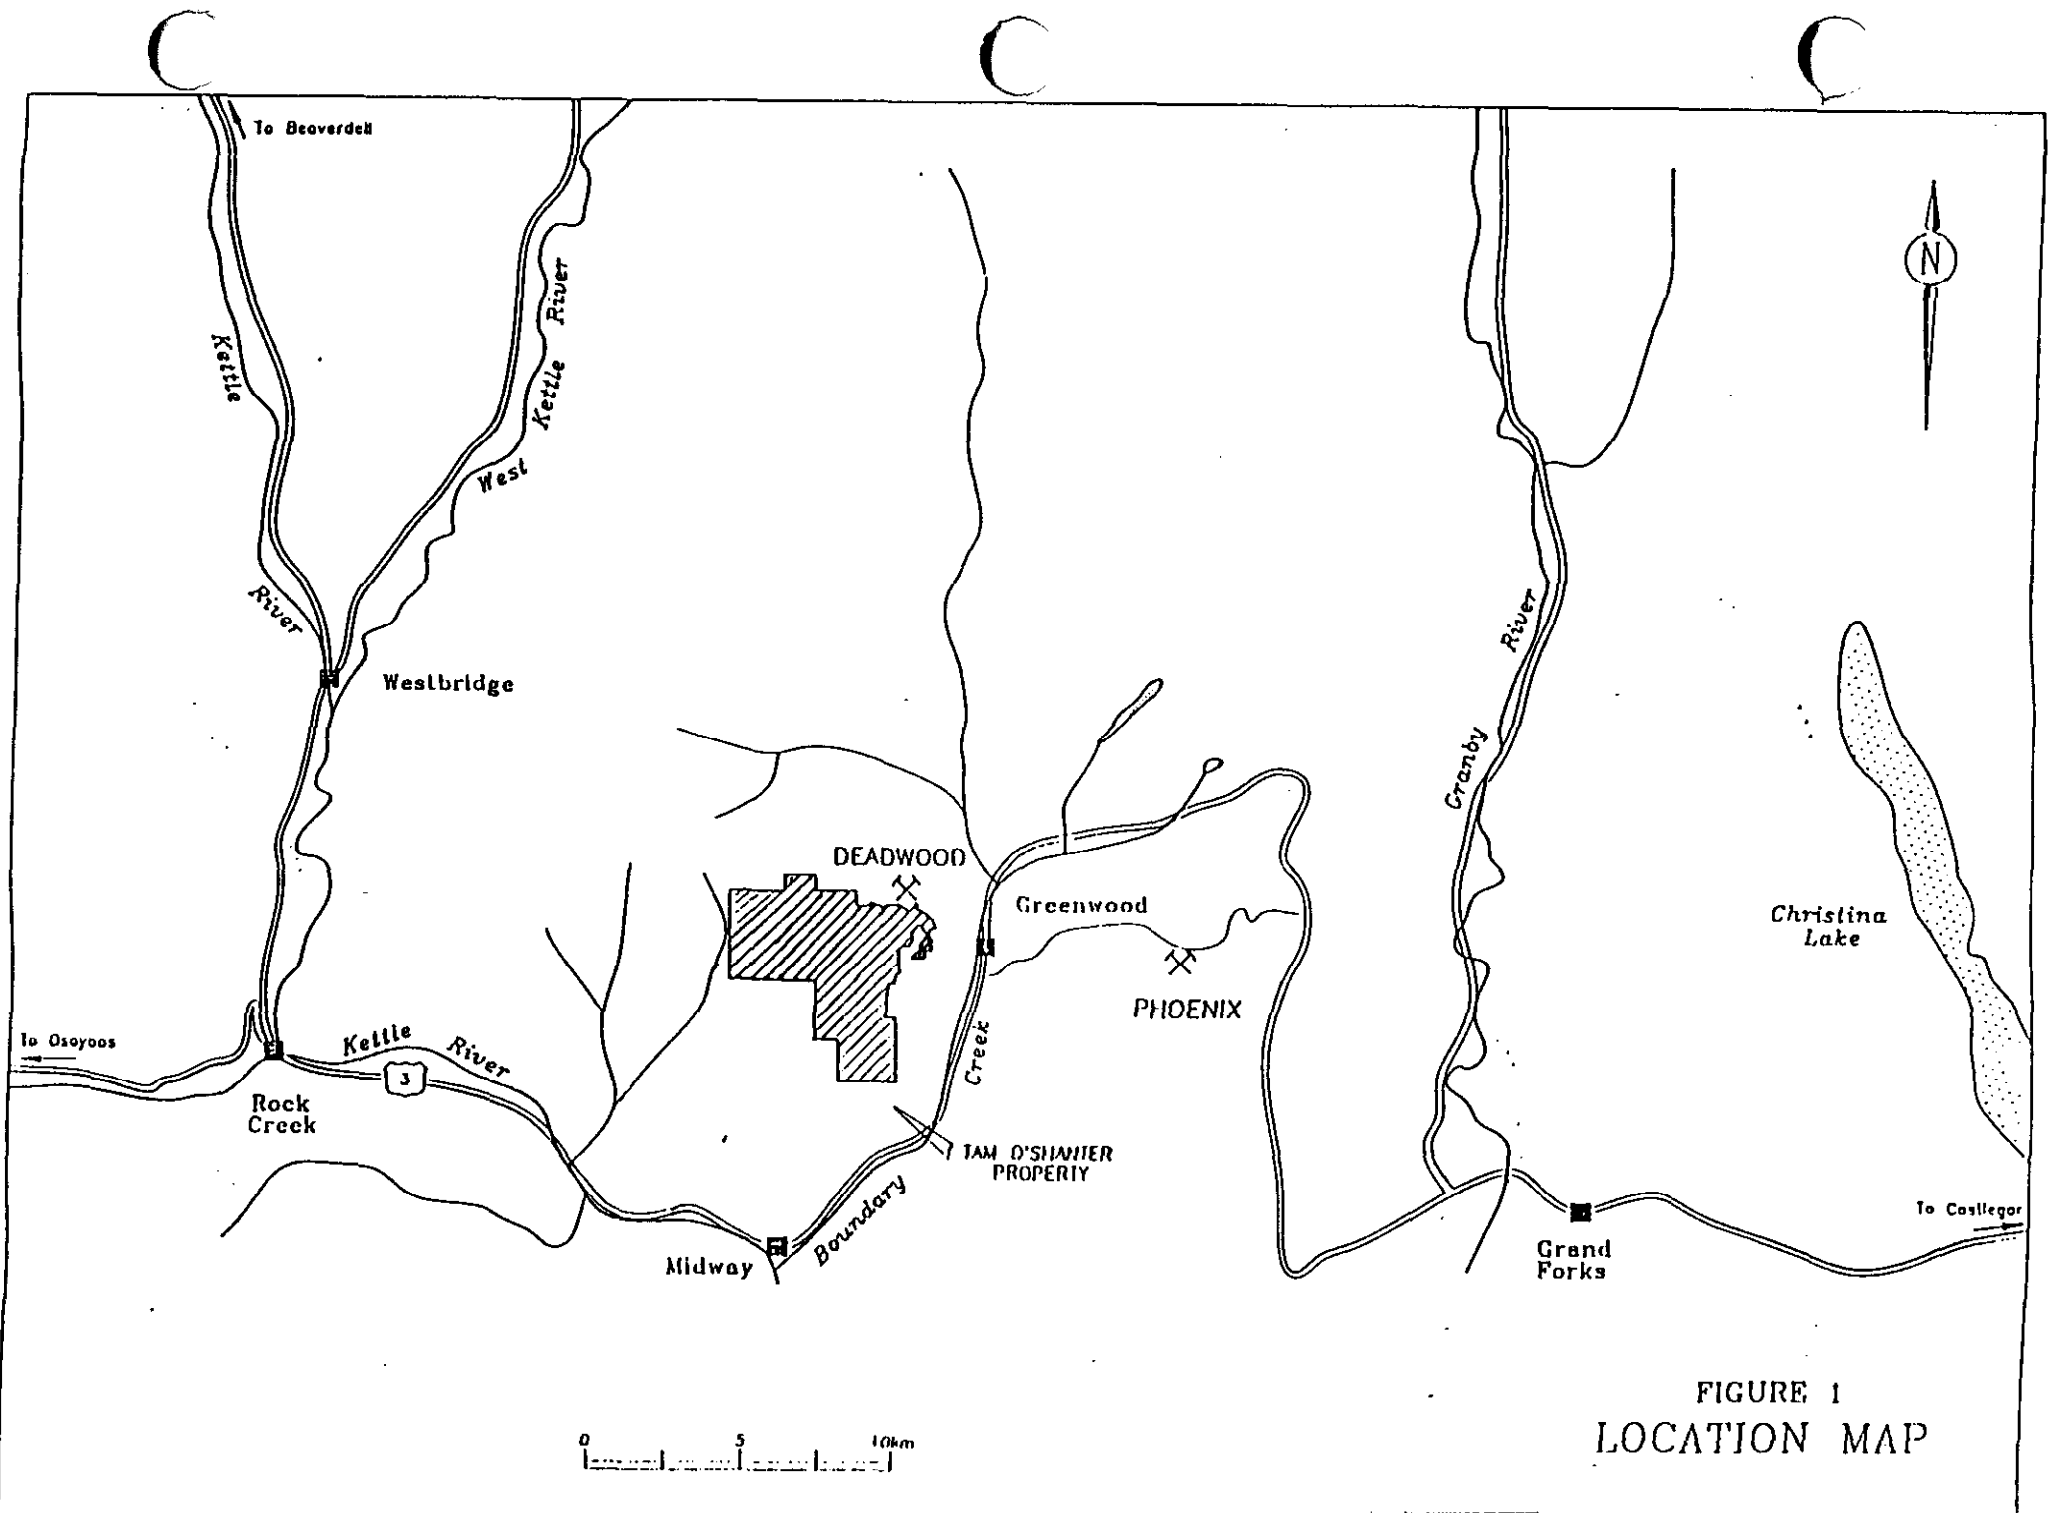 To Beaverdell
N
Kettle
River
West
Kettle
River
Westbridge
River
Granby
DEADWOOD
Greenwood
PHOENIX
Christina
Lake
To Osoyoos
Kettle
River
3
Rock
Creek
Creek
TAM O'SHANTER
PROPERTY
Boundary
Midway
Grand
Forks
To Castlegar
0 5 10km
FIGURE 1
LOCATION MAP